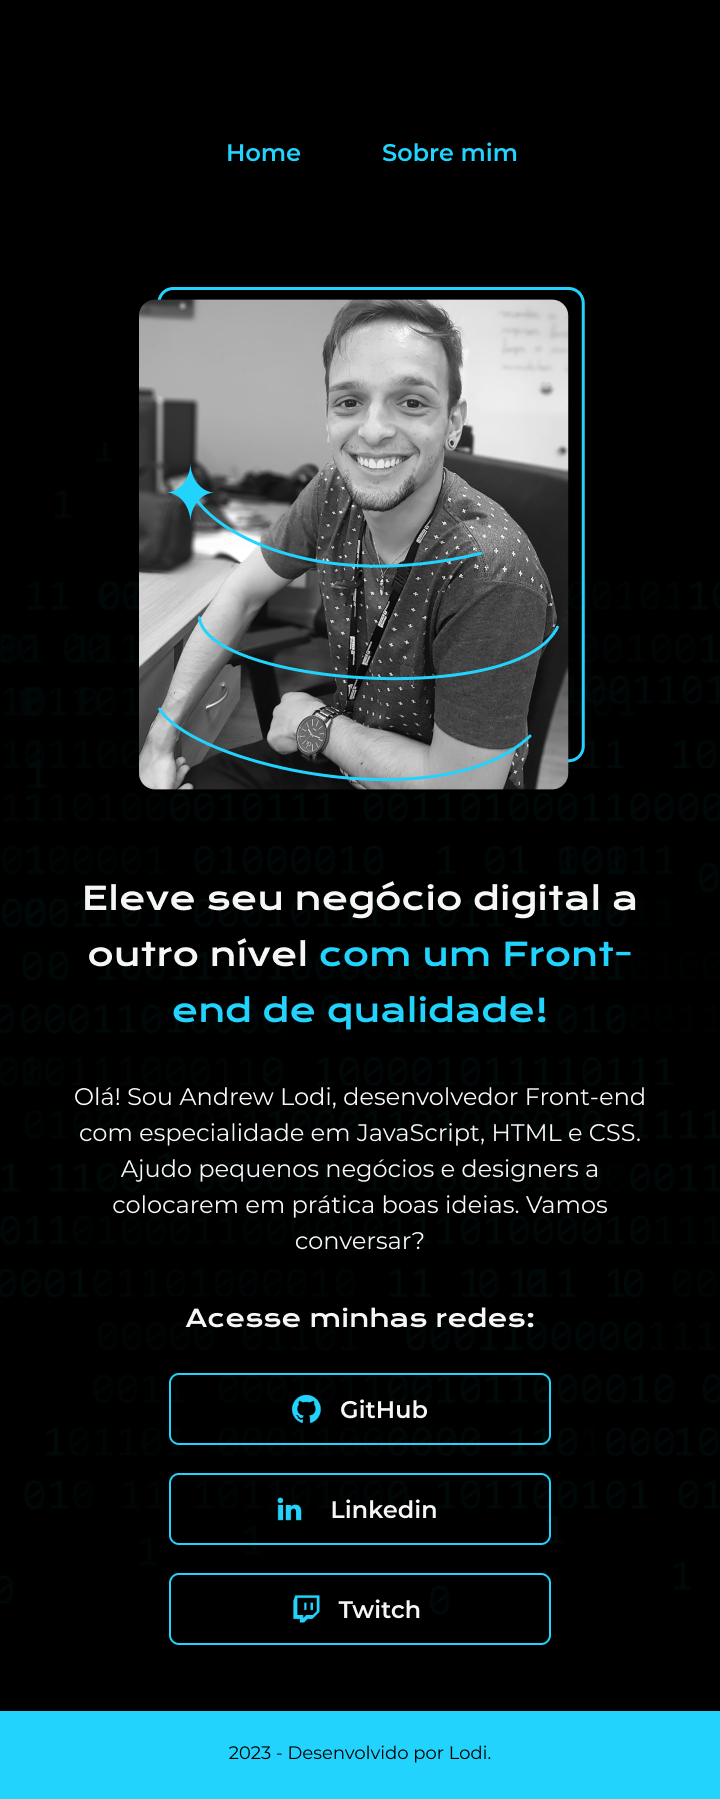 Home Sobre mim
Eleve seu negócio digital a
outro nível com um Front-
end de qualidade!
Olá! Sou Andrew Lodi, desenvolvedor Front-end
com especialidade em JavaScript, HTML e CSS.
Ajudo pequenos negócios e designers a
colocarem em prática boas ideias. Vamos
conversar?
Acesse minhas redes:
GitHub
in Linkedin
Twitch
2023 - Desenvolvido por Lodi.